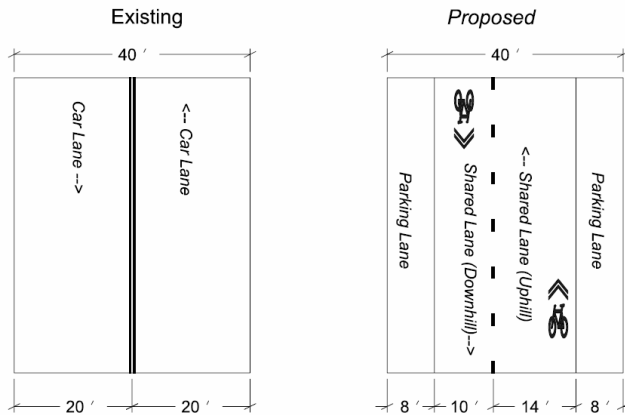 Existing
40 ′
Car Lane -->
<-- Car Lane
20 ′
20 ′
Proposed
40 ′
Parking Lane
Shared Lane (Downhill)-->
<-- Shared Lane (Uphill)
Parking Lane
8 ′
10 ′
14 ′
8 ′